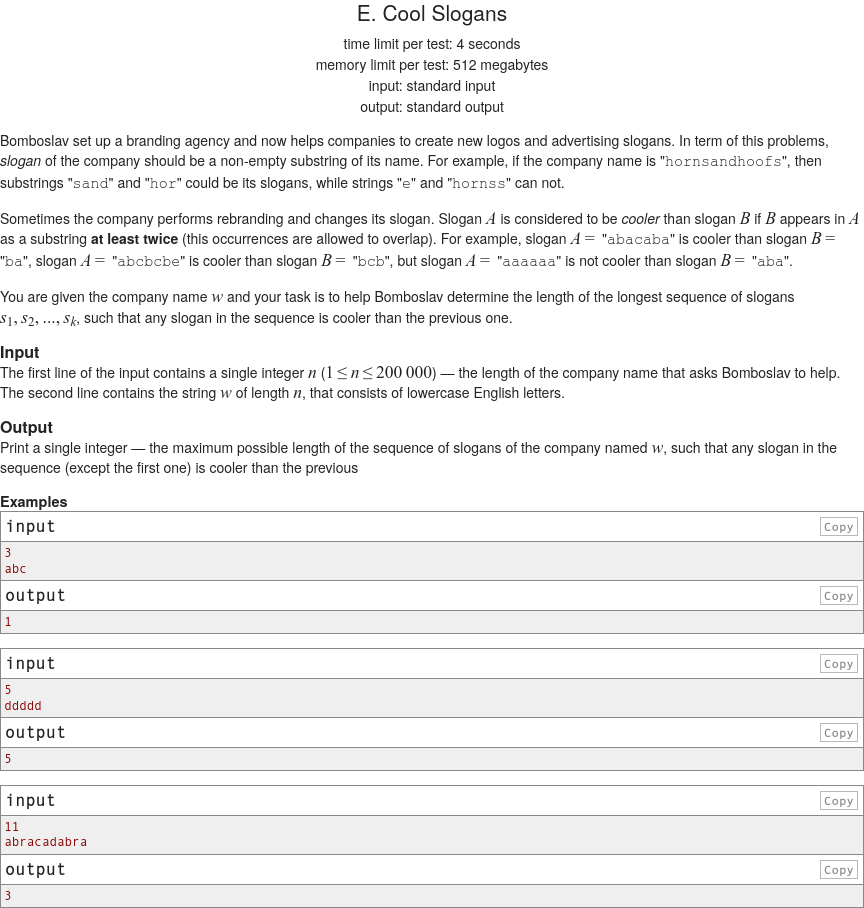 E. Cool Slogans
time limit per test: 4 seconds
memory limit per test: 512 megabytes
input: standard input
output: standard output
Bomboslav set up a branding agency and now helps companies to create new logos and advertising slogans. In term of this problems,
slogan of the company should be a non-empty substring of its name. For example, if the company name is "hornsandhoofs", then
substrings "sand" and "hor" could be its slogans, while strings "e" and "hornss" can not.
Sometimes the company performs rebranding and changes its slogan. Slogan A is considered to be cooler than slogan B if B appears in A
as a substring at least twice (this occurrences are allowed to overlap). For example, slogan A = "abacaba" is cooler than slogan B =
"ba", slogan A = "abcbcbe" is cooler than slogan B = "bcb", but slogan A = "aaaaaa" is not cooler than slogan B = "aba".
You are given the company name w and your task is to help Bomboslav determine the length of the longest sequence of slogans
s1, s2, ..., sk, such that any slogan in the sequence is cooler than the previous one.
Input
The first line of the input contains a single integer n (1 ≤ n ≤ 200 000) — the length of the company name that asks Bomboslav to help.
The second line contains the string w of length n, that consists of lowercase English letters.
Output
Print a single integer — the maximum possible length of the sequence of slogans of the company named w, such that any slogan in the
sequence (except the first one) is cooler than the previous
Examples
input Copy
3
abc
output Copy
1
input Copy
5
ddddd
output Copy
5
input Copy
11
abracadabra
output Copy
3